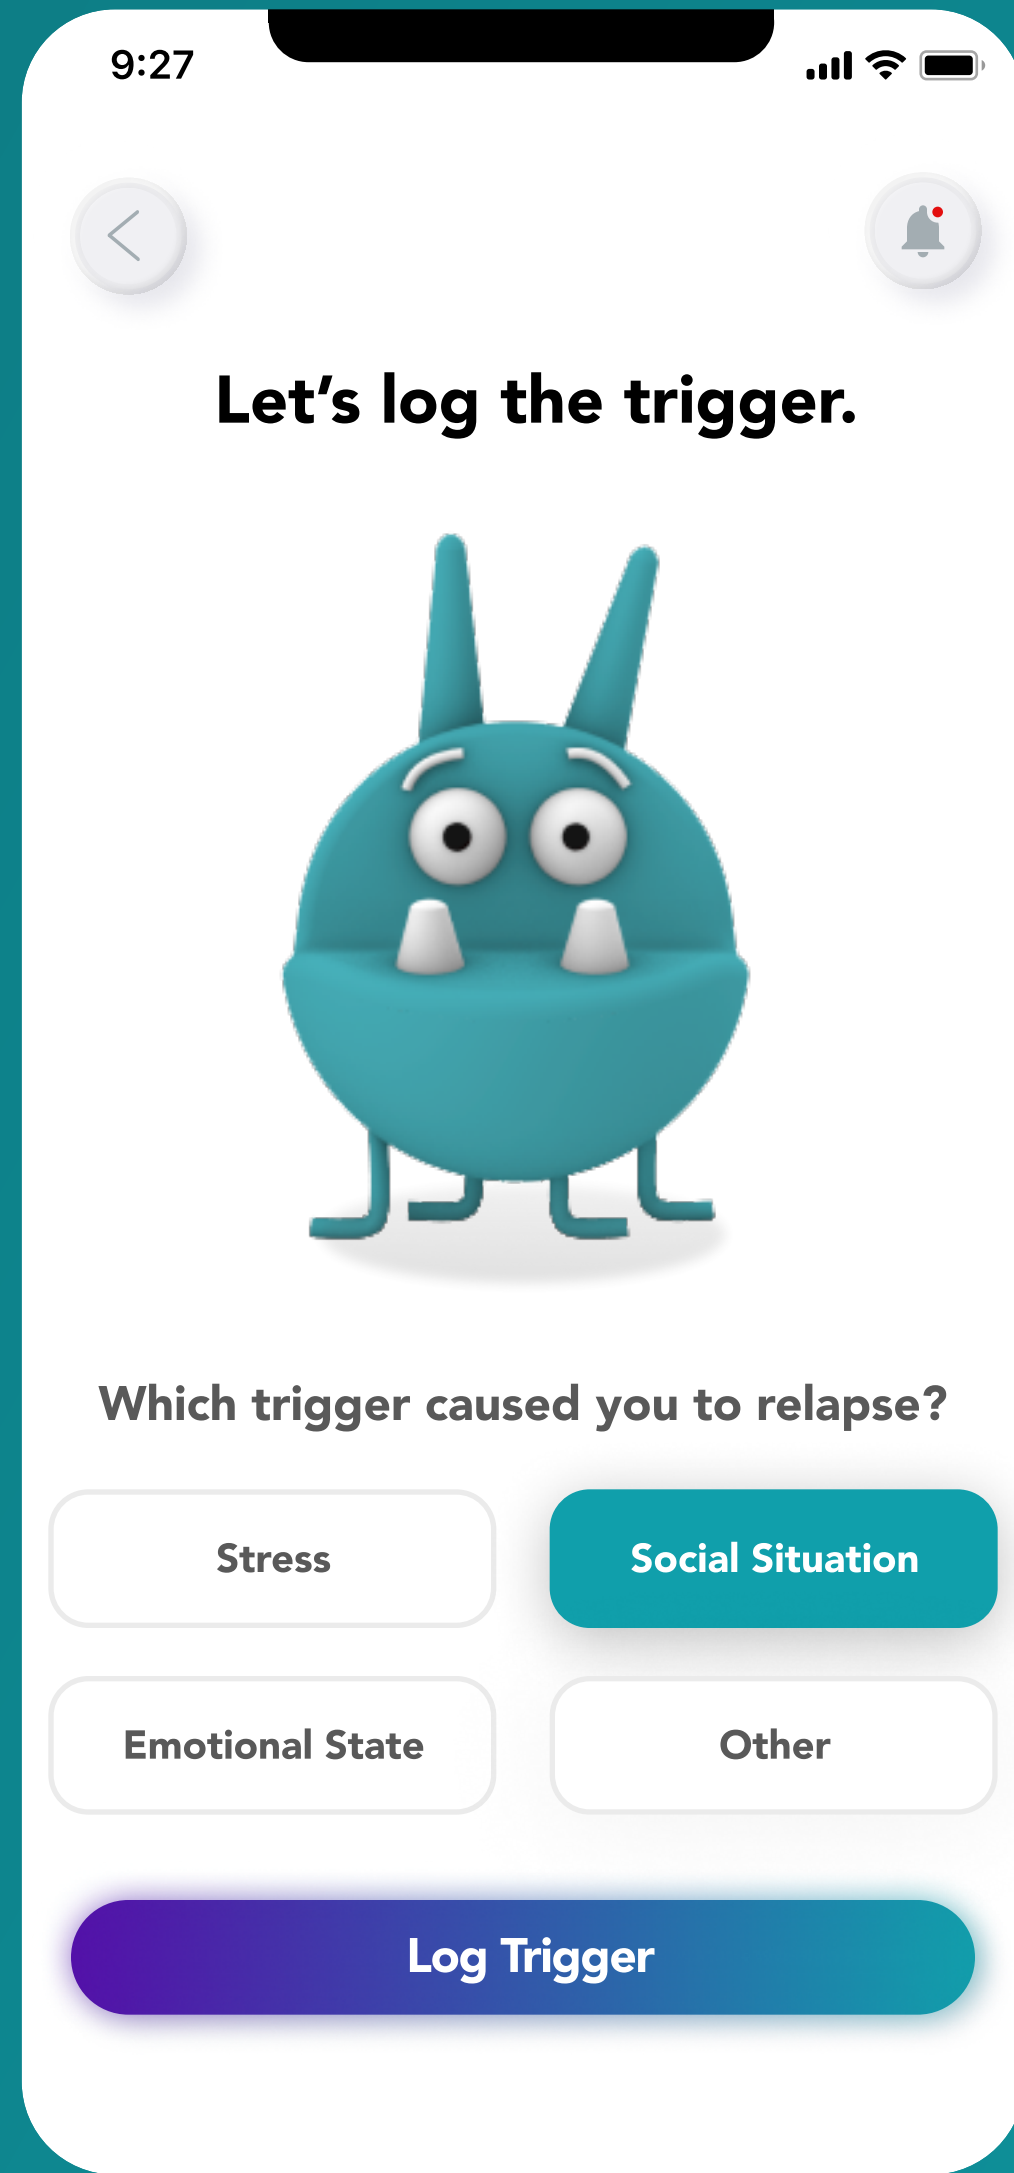 9:27
Let’s log the trigger.
Which trigger caused you to relapse?
Stress
Social Situation
Emotional State
Other
Log Trigger